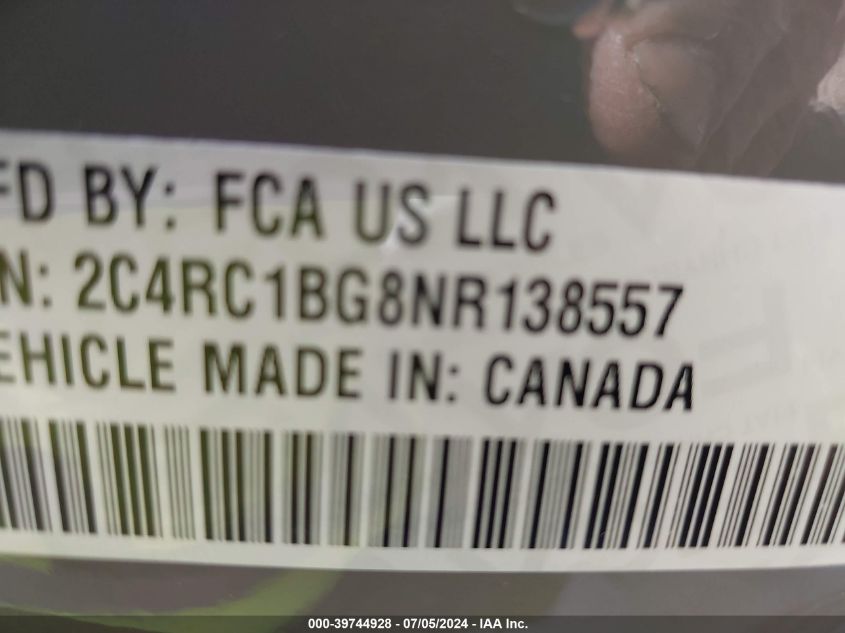 FD BY: FCA US LLC
N: 2C4RC1BG8NR138557
EHICLE MADE IN: CANADA
000-39744928 - 07/05/2024 - IAA Inc.